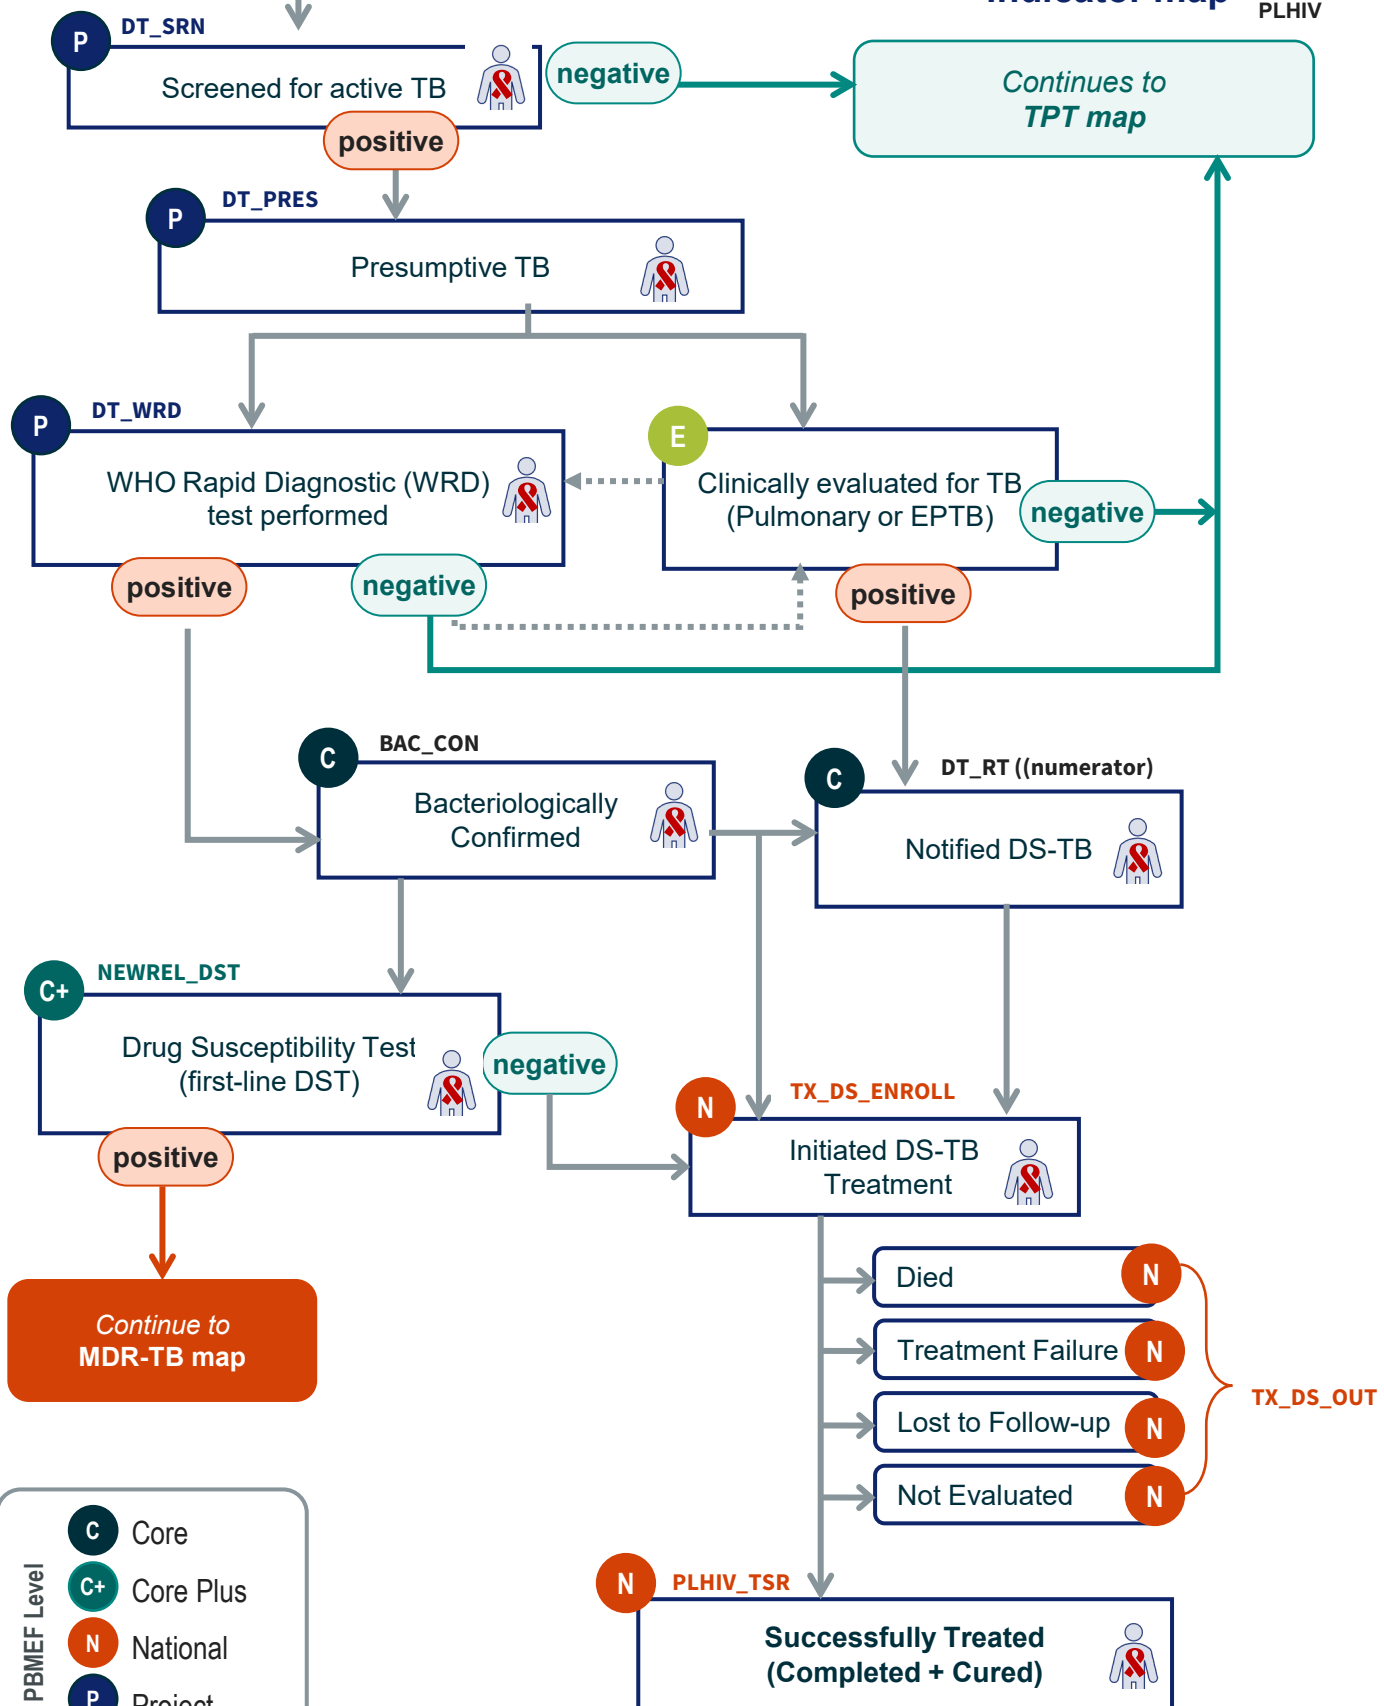 Indicator map
PLHIV
DT_SRN
P
Screened for active TB
negative
Continues to
TPT map
positive
DT_PRES
P
Presumptive TB
DT_WRD
P
WHO Rapid Diagnostic (WRD)
test performed
E
Clinically evaluated for TB
(Pulmonary or EPTB)
negative
positive
negative
positive
BAC_CON
C
Bacteriologically
Confirmed
DT_RT ((numerator)
C
Notified DS-TB
NEWREL_DST
C+
Drug Susceptibility Test
(first-line DST)
negative
positive
TX_DS_ENROLL
N
Initiated DS-TB
Treatment
Continue to
MDR-TB map
Died
N
Treatment Failure
N
Lost to Follow-up
N
Not Evaluated
N
TX_DS_OUT
PBMEF Level
C Core
C+ Core Plus
N National
P Project
PLHIV_TSR
N
Successfully Treated
(Completed + Cured)